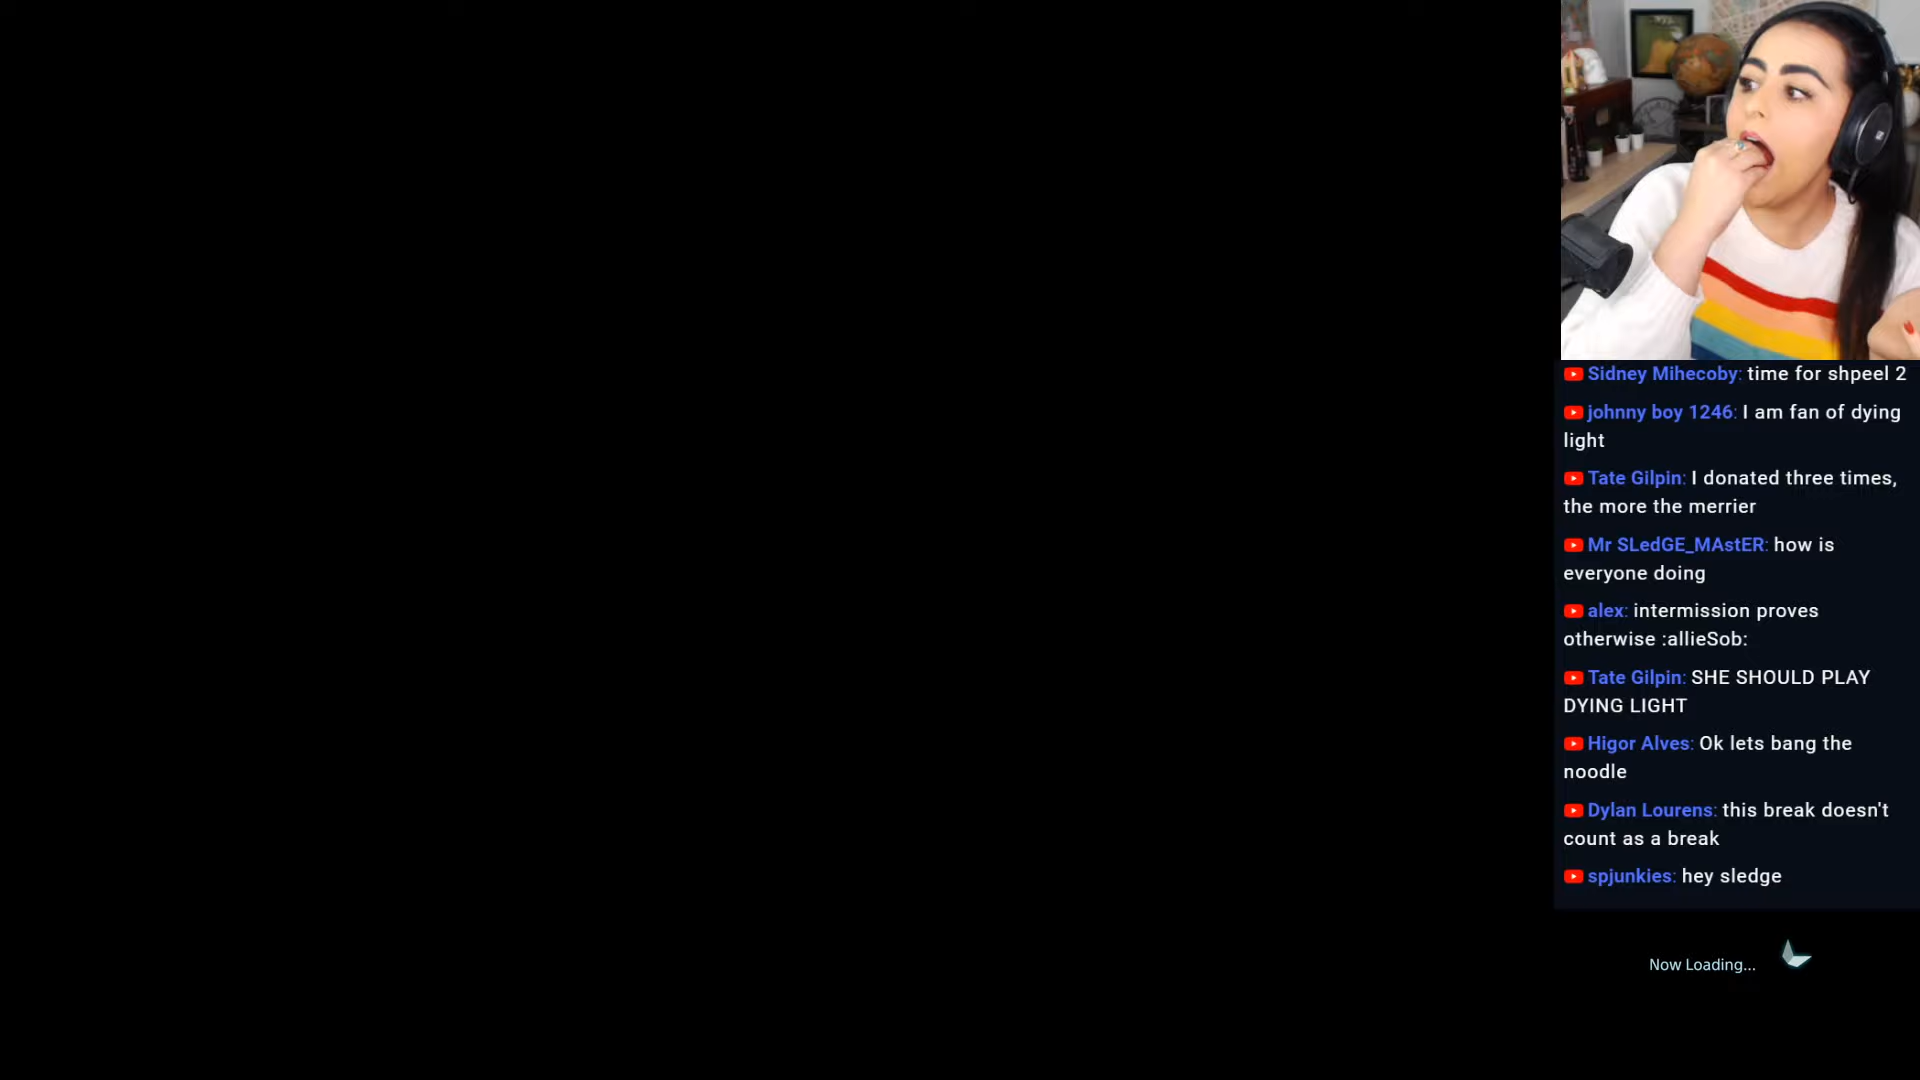 Sidney Mihecoby: time for shpeel 2
johnny boy 1246: I am fan of dying
light
Tate Gilpin: I donated three times,
the more the merrier
Mr SLedGE_MAstER: how is
everyone doing
alex: intermission proves
otherwise :allieSob:
Tate Gilpin: SHE SHOULD PLAY
DYING LIGHT
Higor Alves: Ok lets bang the
noodle
Dylan Lourens: this break doesn't
count as a break
spjunkies: hey sledge
Now Loading...